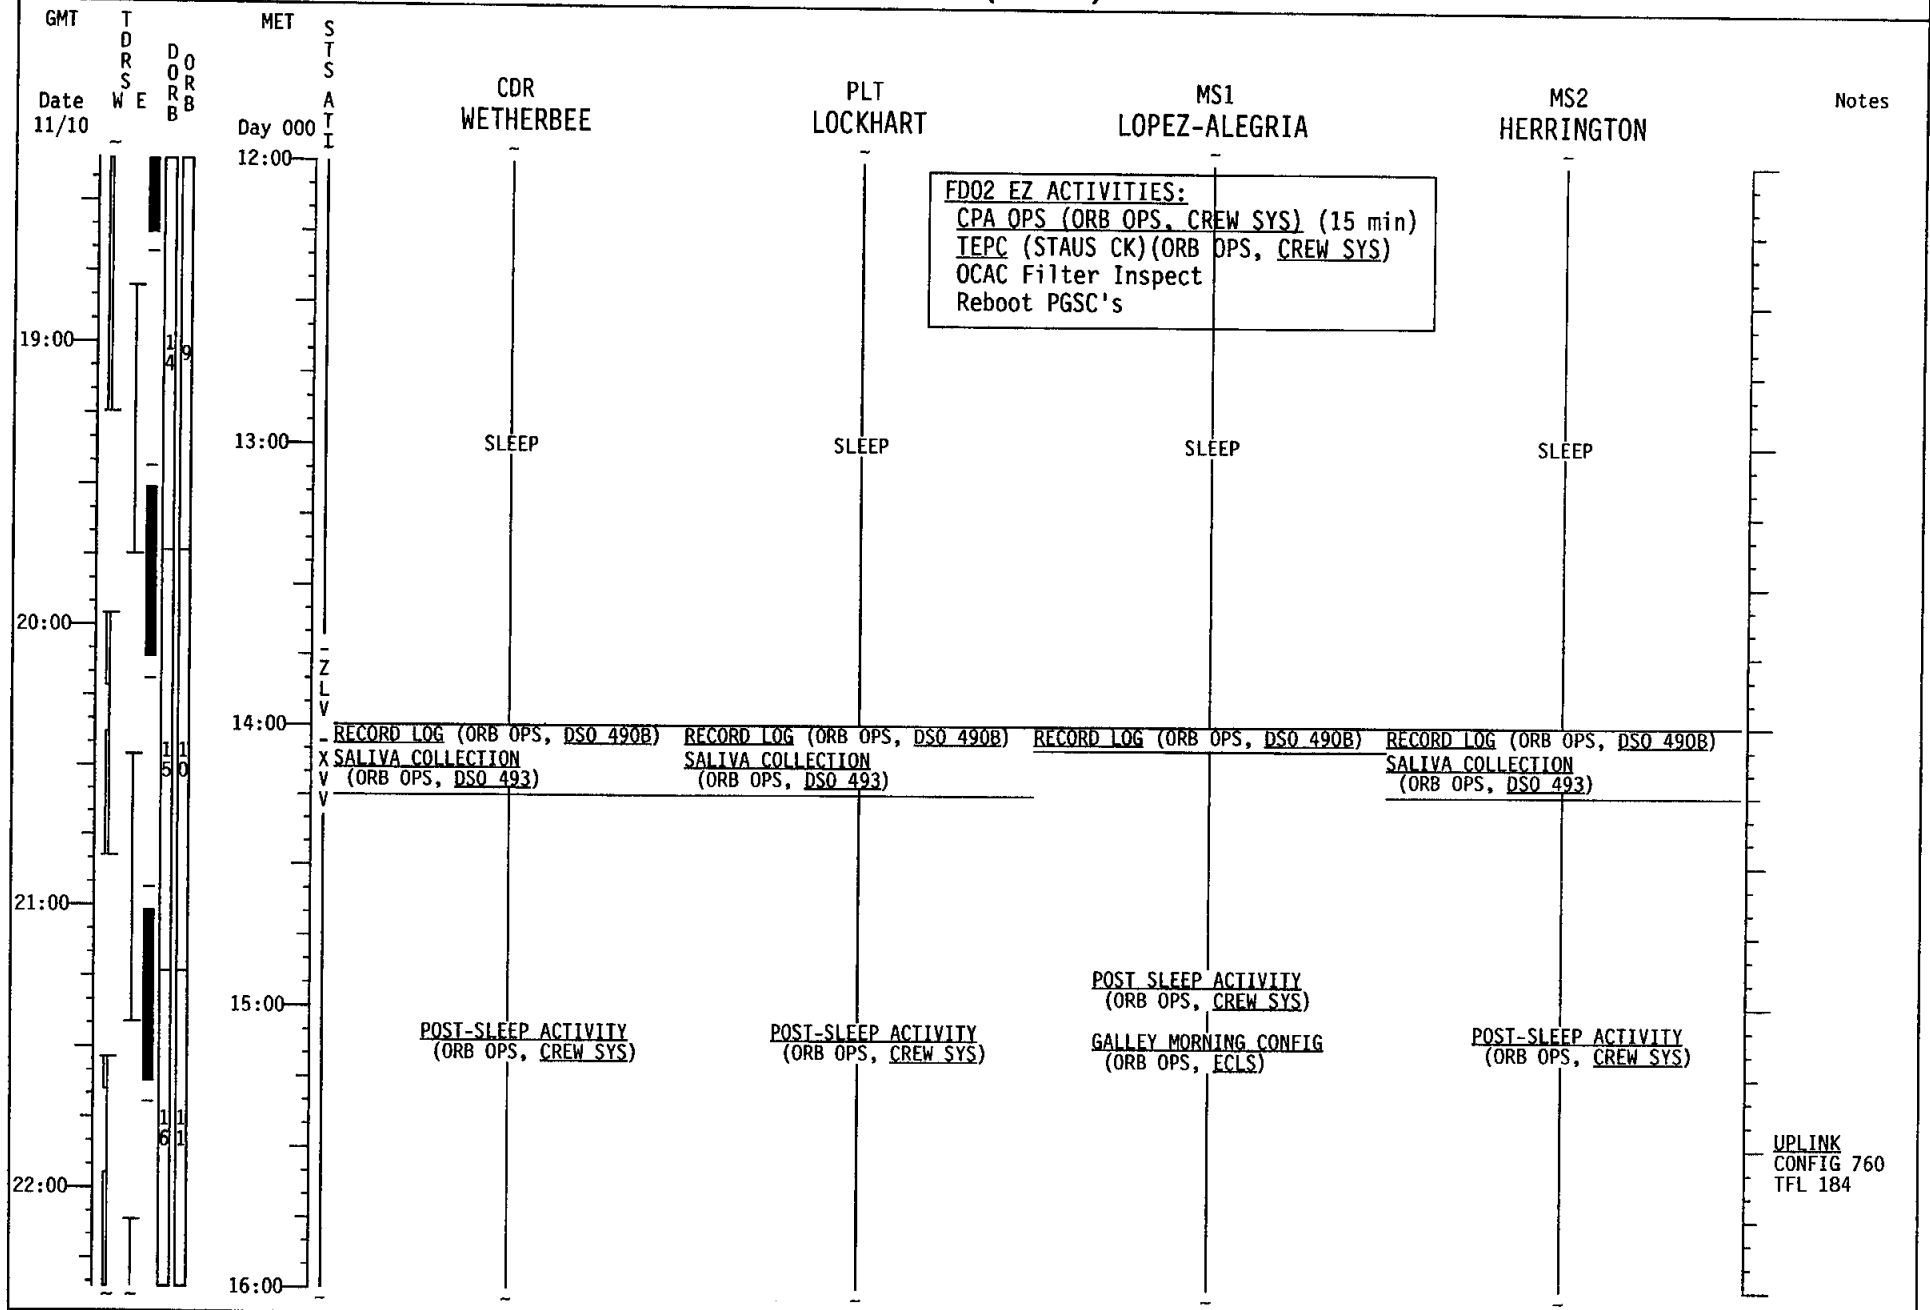 GMT
TDRS
W E
DORB
ORB
MET
STS ATT
Date
11/10
Day 000
CDR
WETHERBEE
PLT
LOCKHART
MS1
LOPEZ-ALEGRIA
MS2
HERRINGTON
Notes
12:00
FD02 EZ ACTIVITIES:
CPA OPS (ORB OPS, CREW SYS) (15 min)
TEPC (STAUS CK)(ORB OPS, CREW SYS)
OCAC Filter Inspect
Reboot PGSC's
19:00
14
9
13:00
SLEEP
SLEEP
SLEEP
SLEEP
20:00
-ZLV
14:00
-XVV
15
10
RECORD LOG (ORB OPS, DSO 490B)
SALIVA COLLECTION
(ORB OPS, DSO 493)
RECORD LOG (ORB OPS, DSO 490B)
SALIVA COLLECTION
(ORB OPS, DSO 493)
RECORD LOG (ORB OPS, DSO 490B)
RECORD LOG (ORB OPS, DSO 490B)
SALIVA COLLECTION
(ORB OPS, DSO 493)
21:00
15:00
POST-SLEEP ACTIVITY
(ORB OPS, CREW SYS)
POST-SLEEP ACTIVITY
(ORB OPS, CREW SYS)
POST SLEEP ACTIVITY
(ORB OPS, CREW SYS)
GALLEY MORNING CONFIG
(ORB OPS, ECLS)
POST-SLEEP ACTIVITY
(ORB OPS, CREW SYS)
16
11
22:00
UPLINK
CONFIG 760
TFL 184
16:00